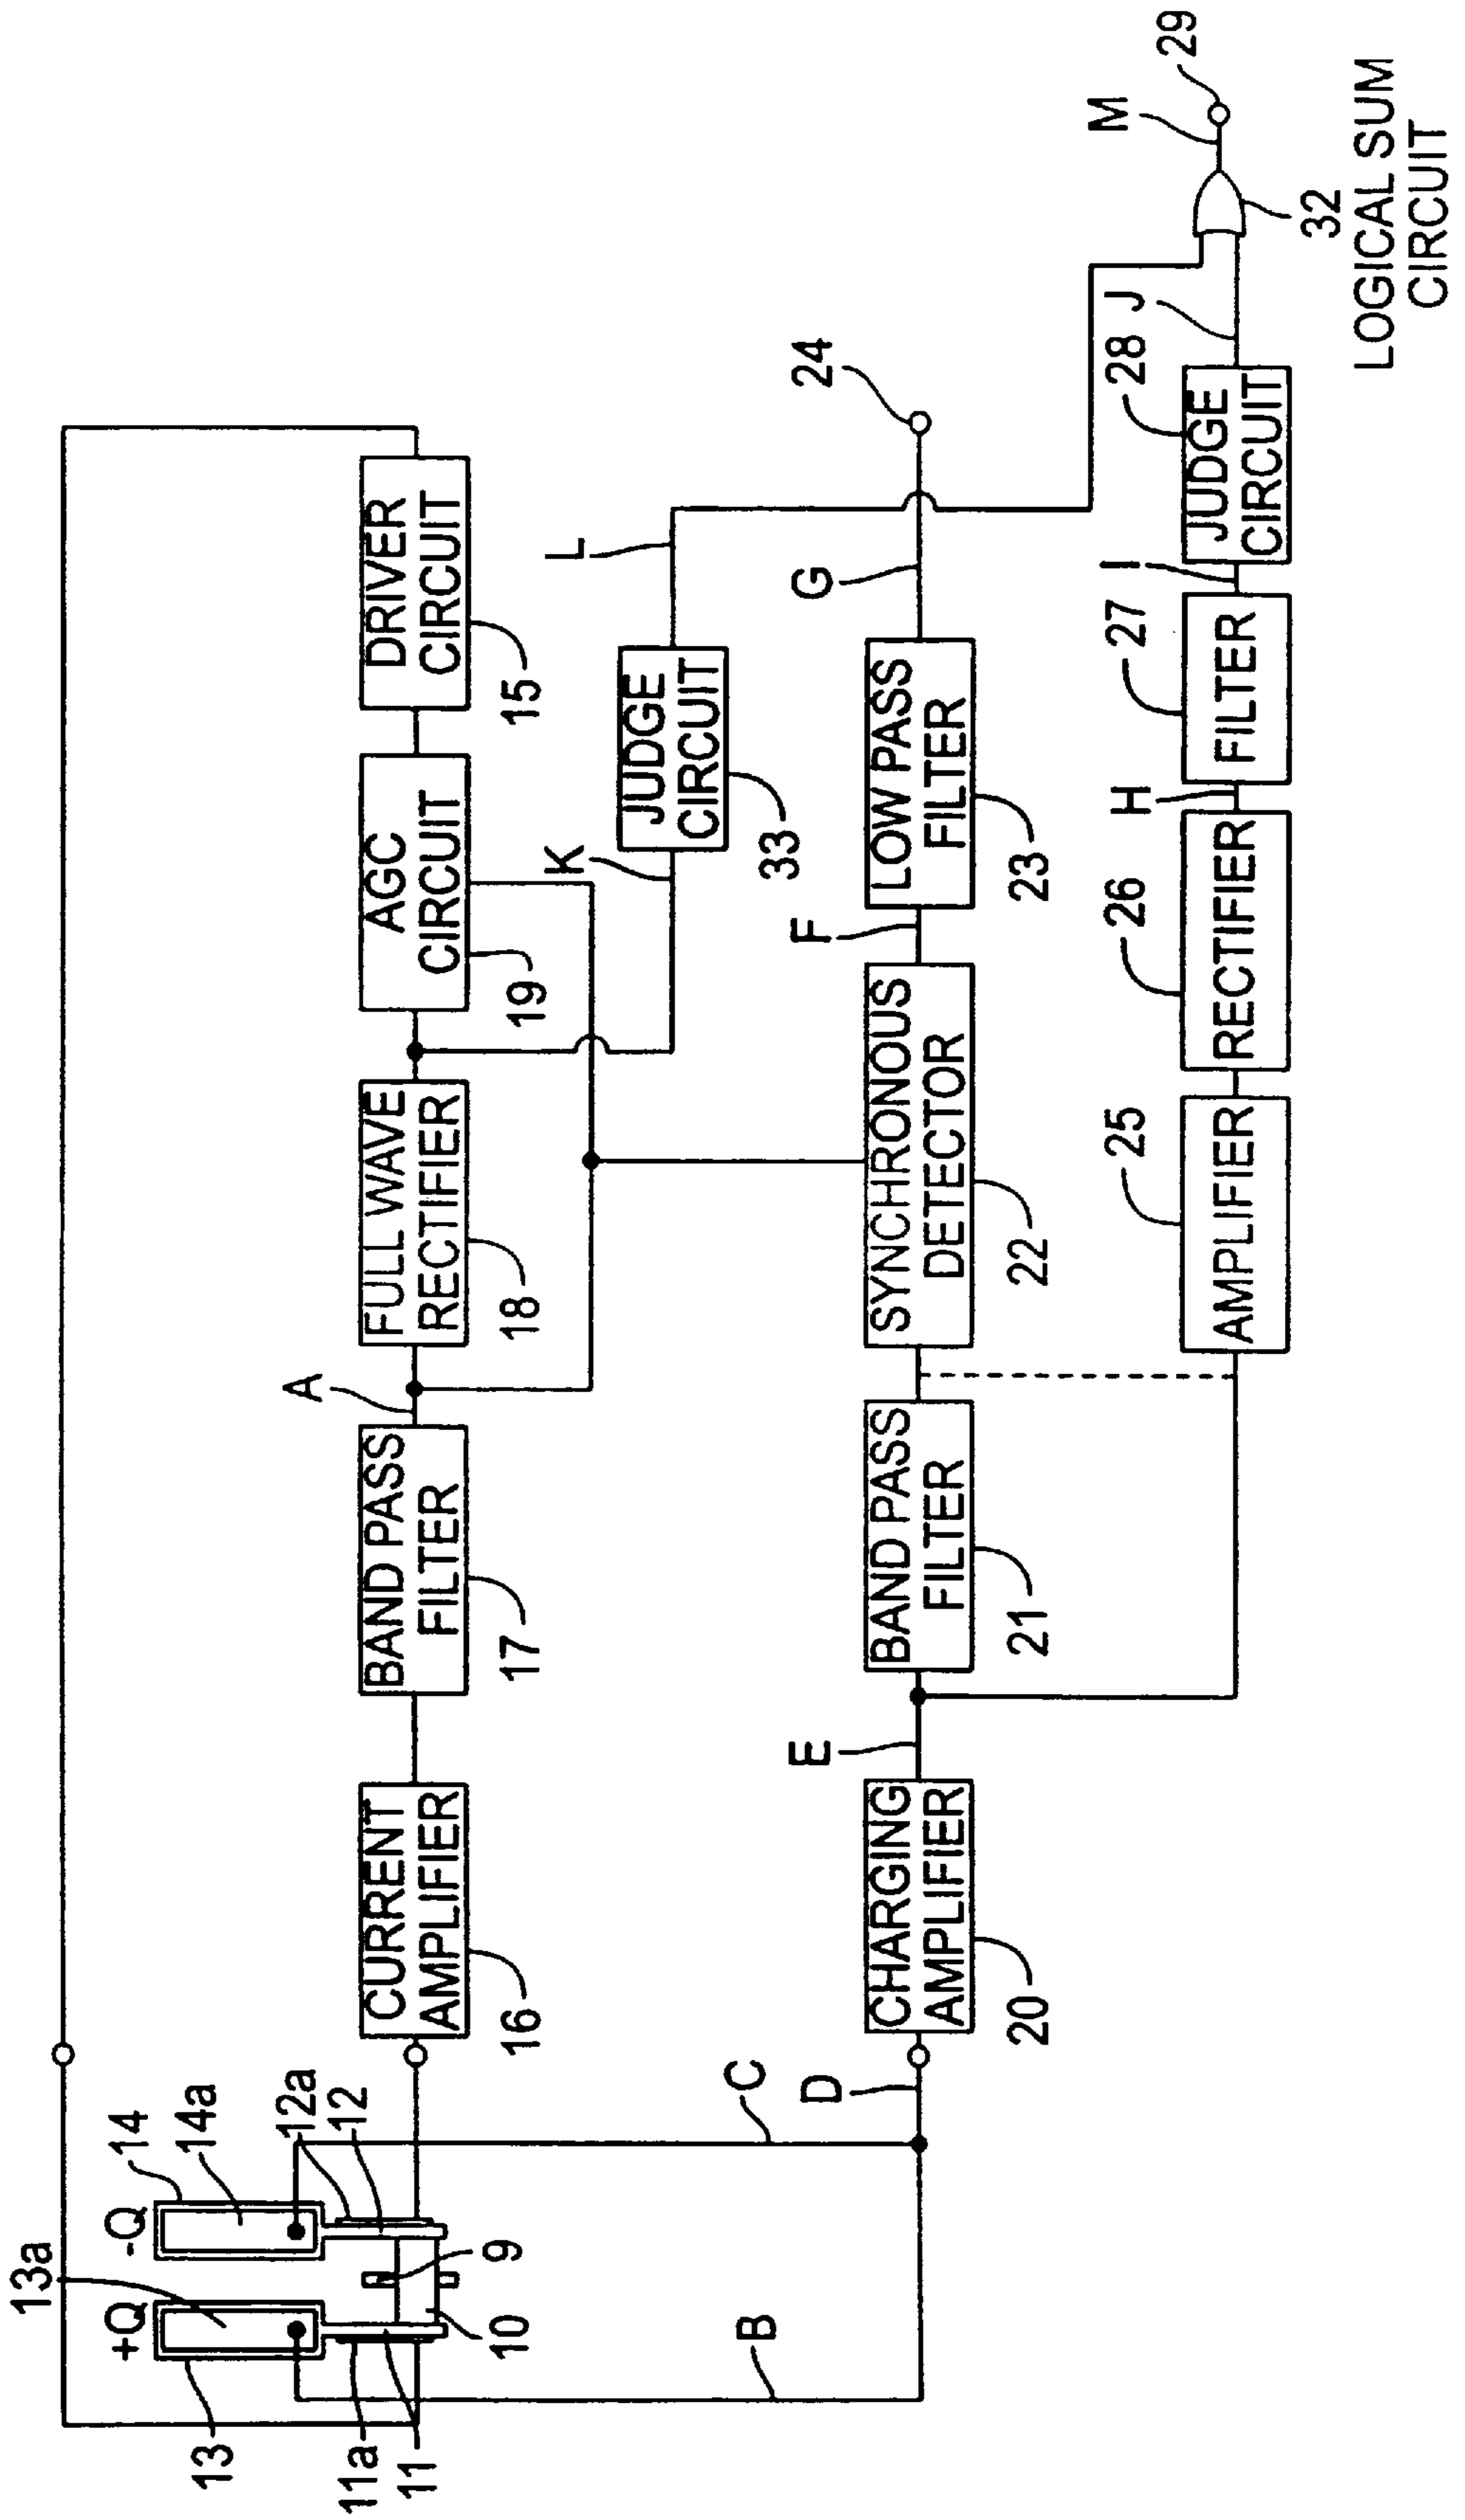 13a
+Q
-Q
14
14a
12a
12
13
11a
11
10
9
B
C
D
CURRENT
AMPLIFIER
16
BAND PASS
FILTER
17
A
FULL WAVE
RECTIFIER
18
AGC
CIRCUIT
19
DRIVER
CIRCUIT
15
K
JUDGE
CIRCUIT
33
L
CHARGING
AMPLIFIER
20
E
BAND PASS
FILTER
21
SYNCHRONOUS
DETECTOR
22
F
LOW PASS
FILTER
23
G
24
AMPLIFIER
25
RECTIFIER
26
H
FILTER
27
I
JUDGE
CIRCUIT
28
J
M
29
32
LOGICAL SUM
CIRCUIT